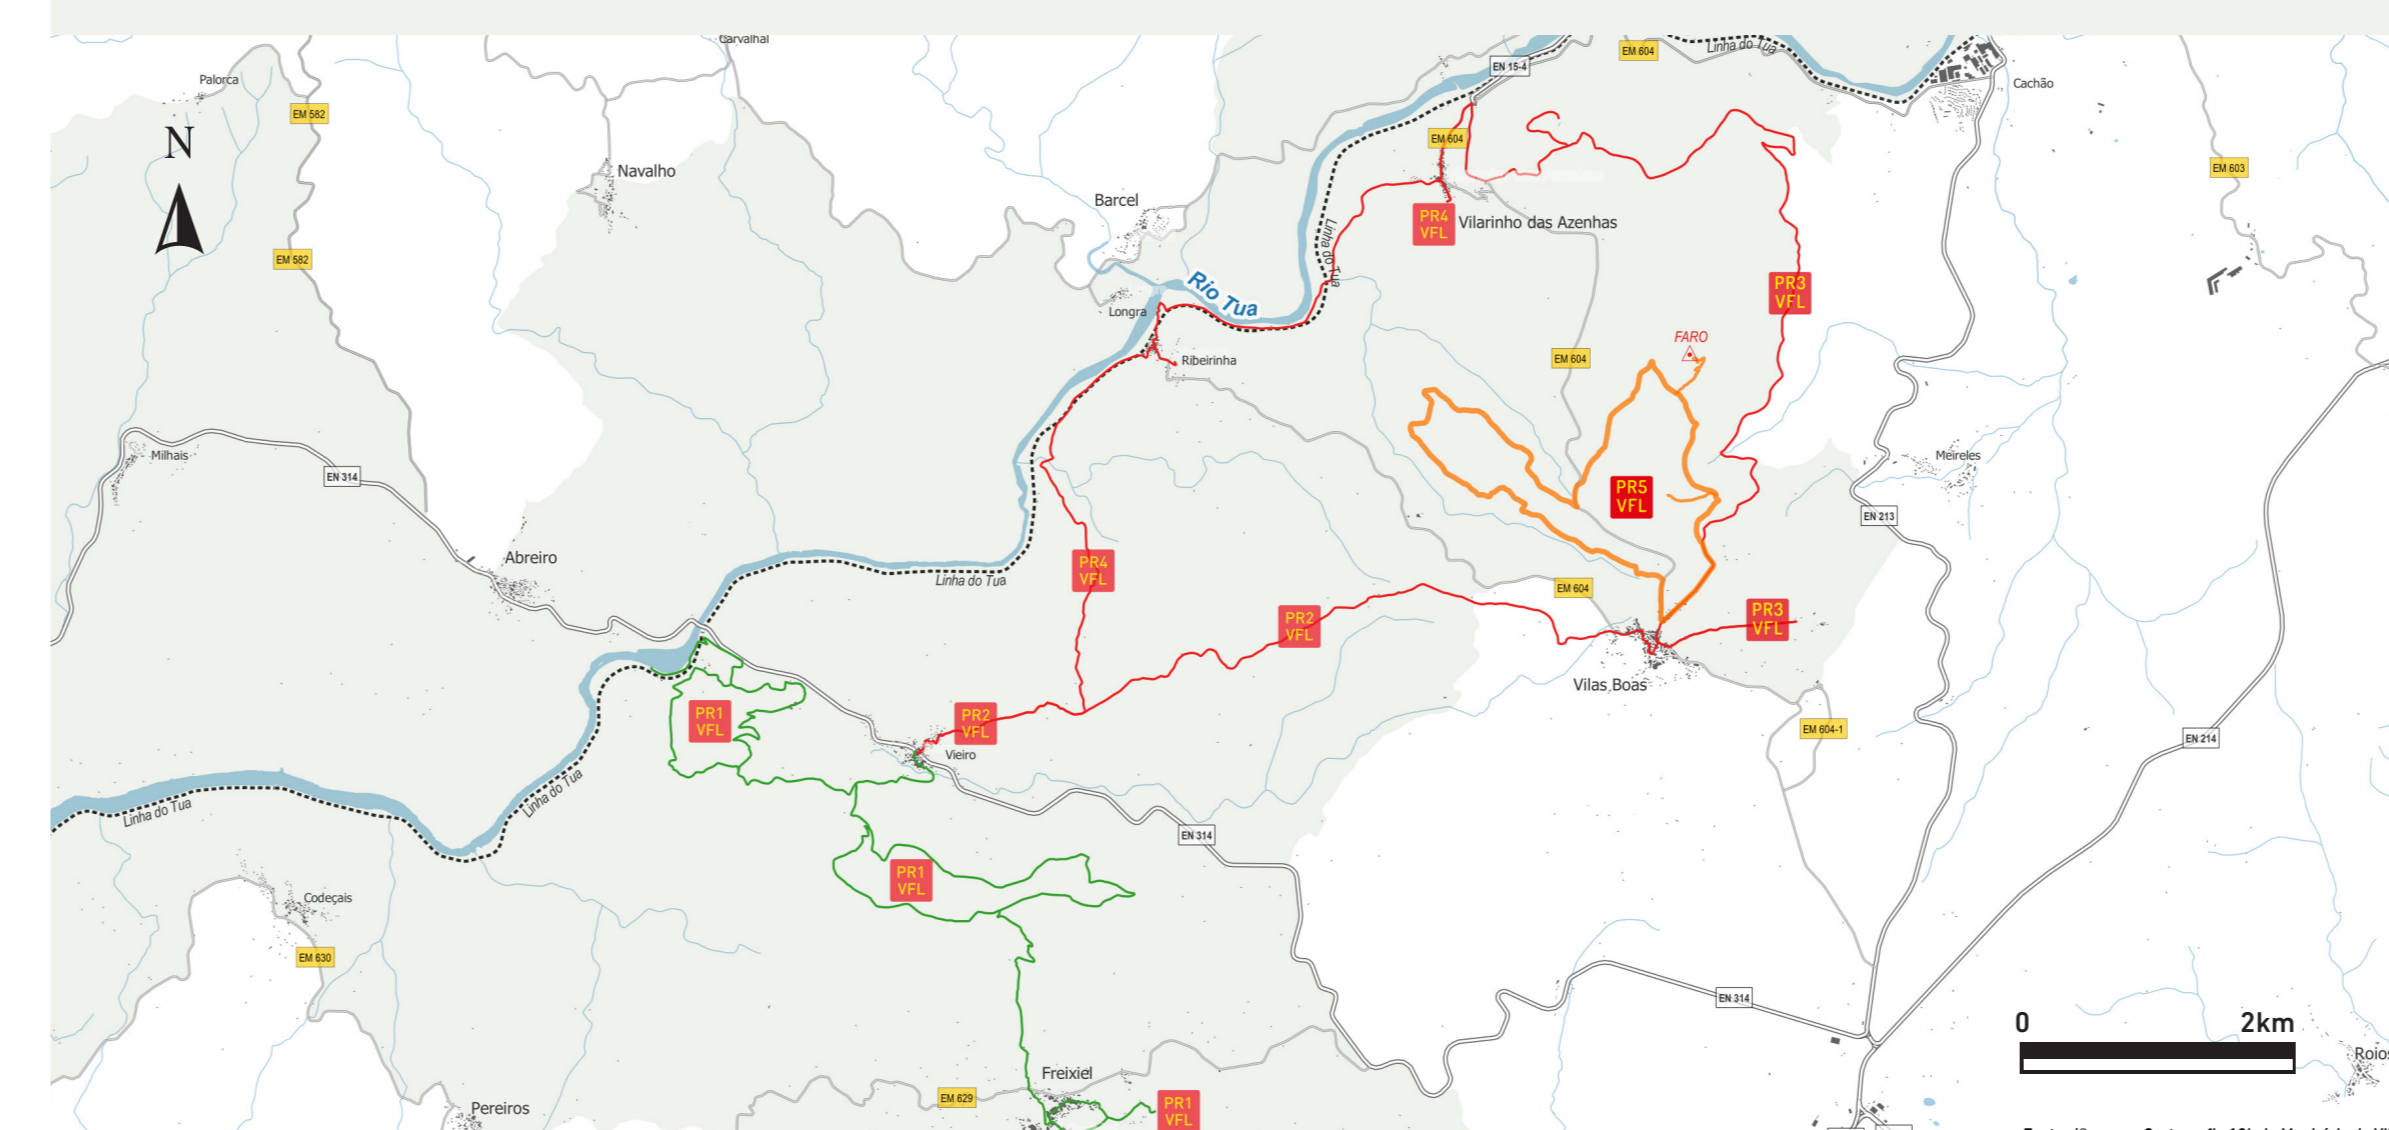 Carvalhal
EN 15-4
EM 604
Linha do Tua
Palorca
Cachão
EM 582
EM 604
Navalho
EM 603
Barcel
PR4
VFL
Vilarinho das Azenhas
EM 582
Linha do Tua
Rio Tua
PR3
VFL
Longra
FARO
Ribeirinha
EM 604
Milhais
Meireles
EN 314
PR5
VFL
EN 213
Abreiro
PR4
VFL
Linha do Tua
EM 604
PR2
VFL
PR3
VFL
Vilas Boas
PR1
VFL
PR2
VFL
Vieiro
EM 604-1
EN 214
Linha do Tua
Linha do Tua
EN 314
PR1
VFL
Codeçais
EM 630
EN 314
0 2km
Roios
Freixiel
EM 629
PR1
VFL
Pereiros